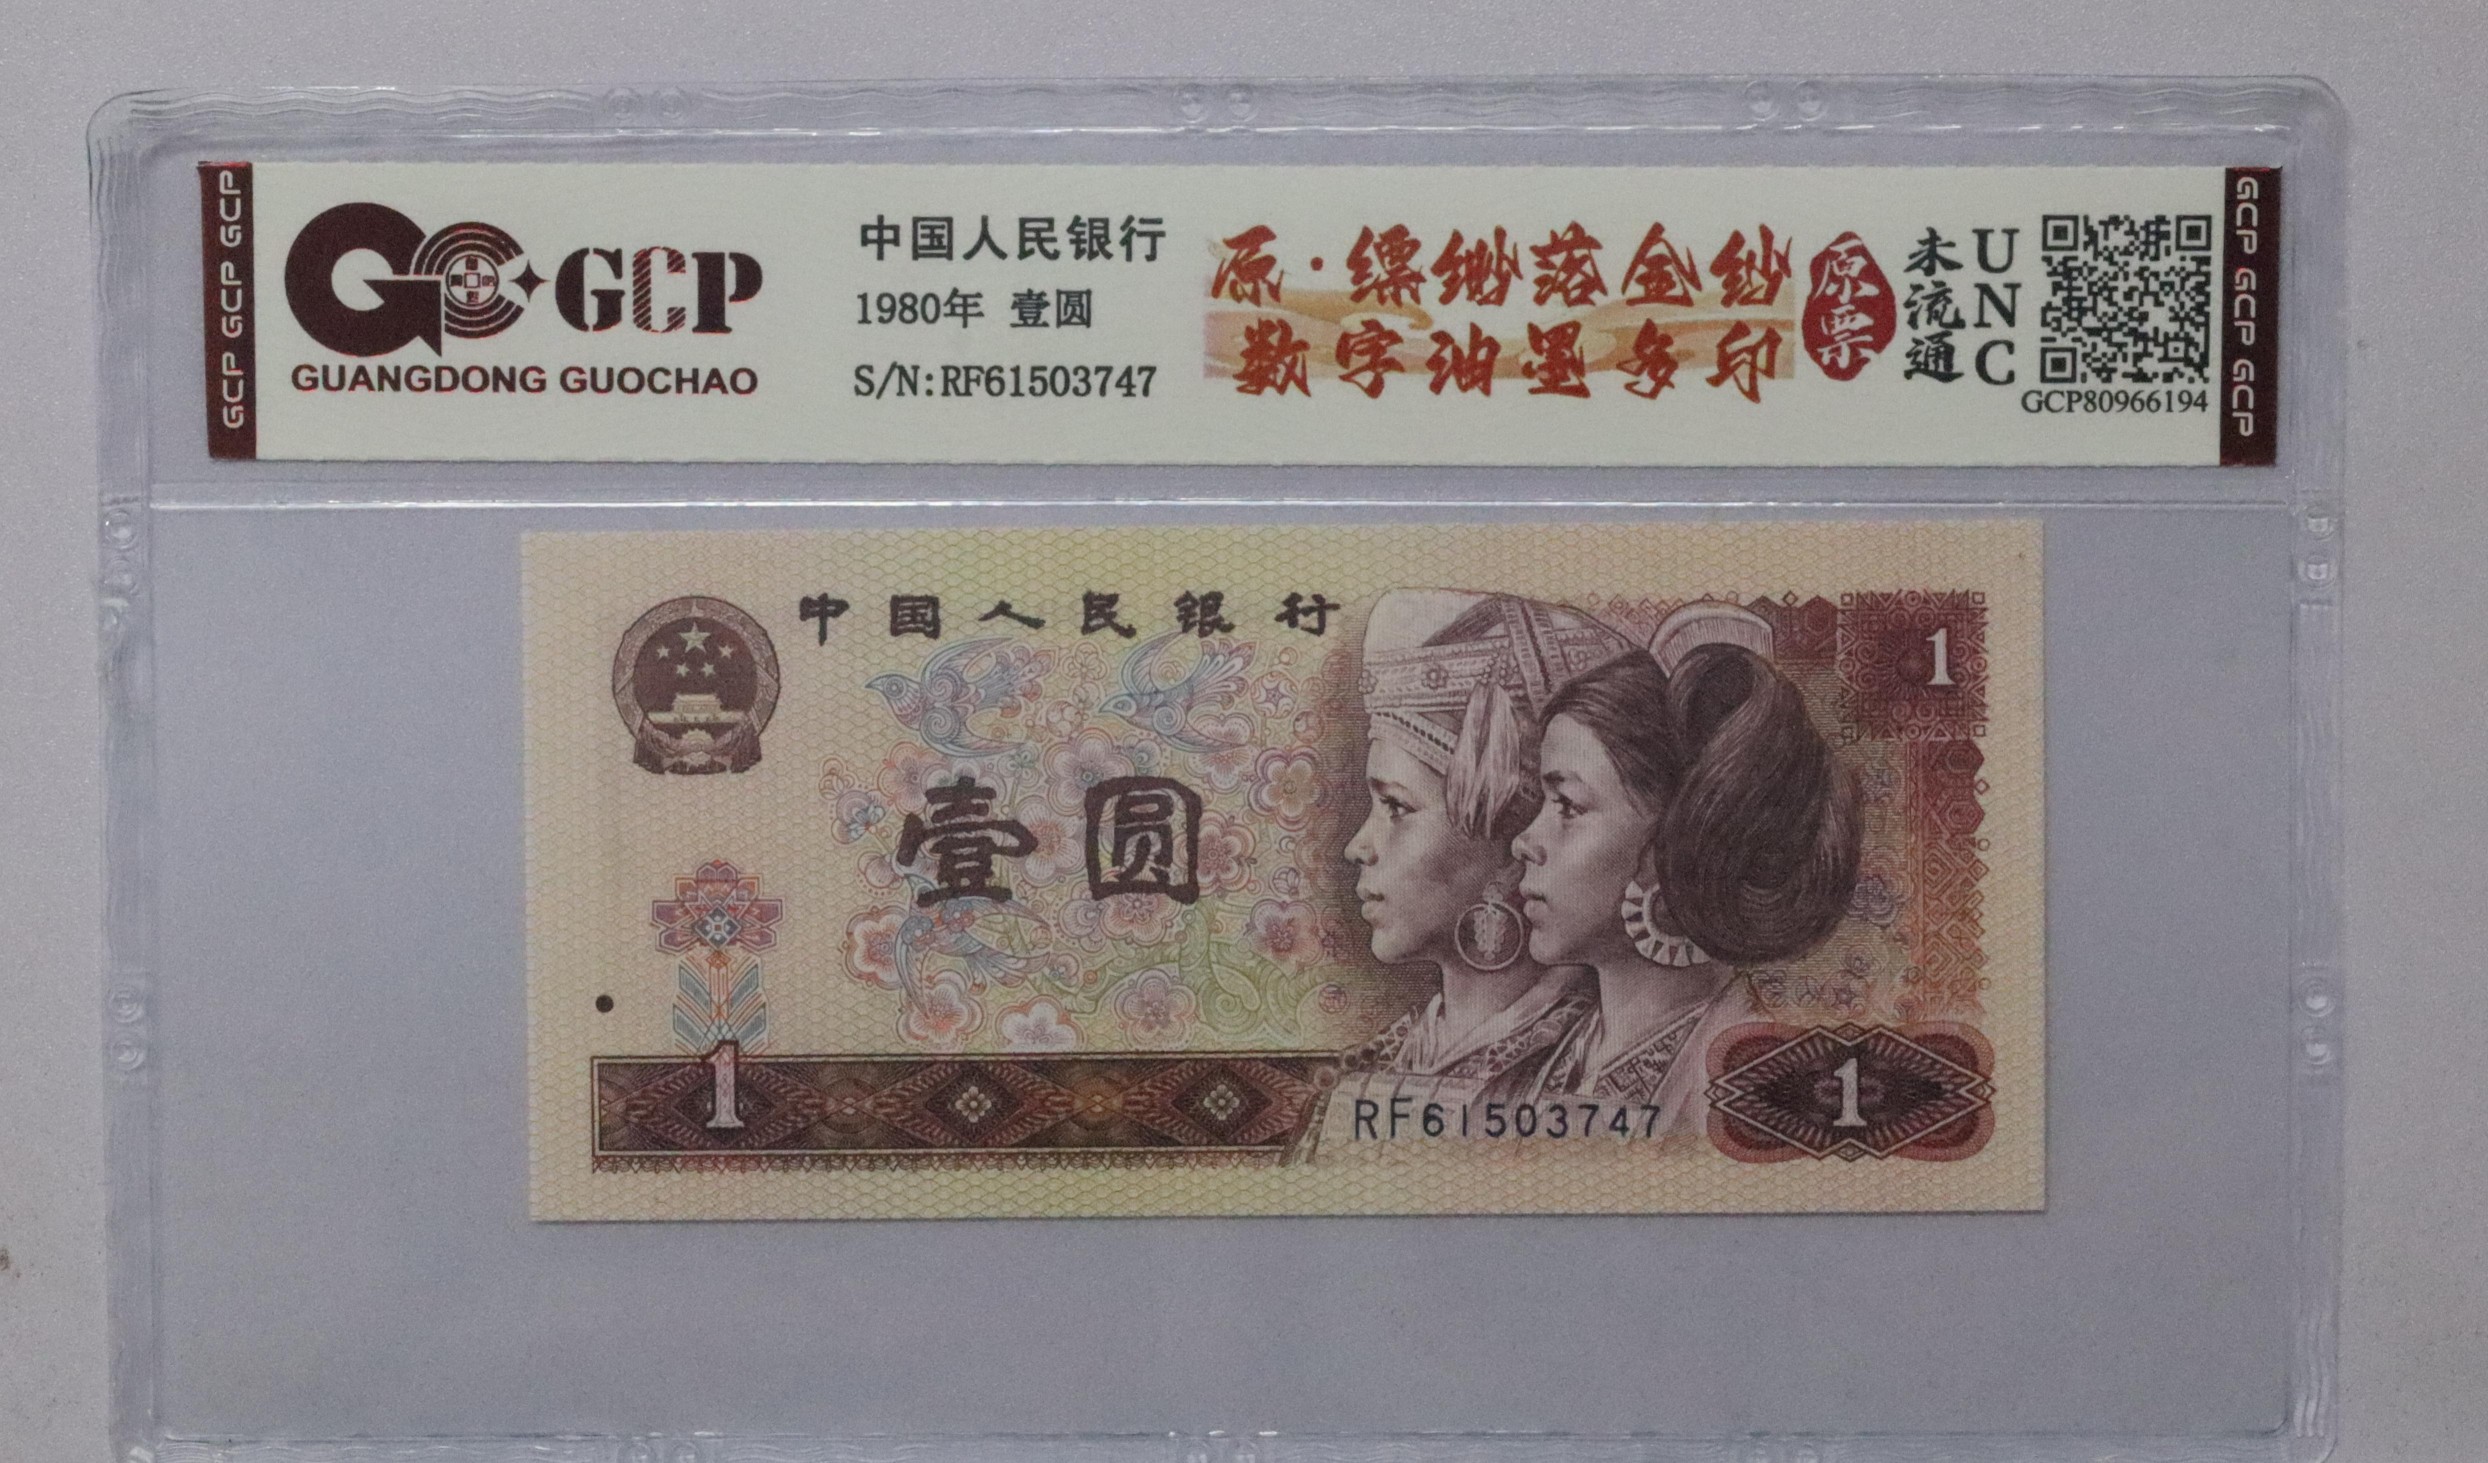 GCP GCP GCP
GCP
GUANGDONG GUOCHAO
中国人民银行
1980年 壹圆
S/N:RF61503747
原·缥缈落金纱
数字油墨多印
原票
未流通
UNC
GCP80966194
GCP GCP GCP
中国人民银行
1
壹圆
1
1
RF61503747